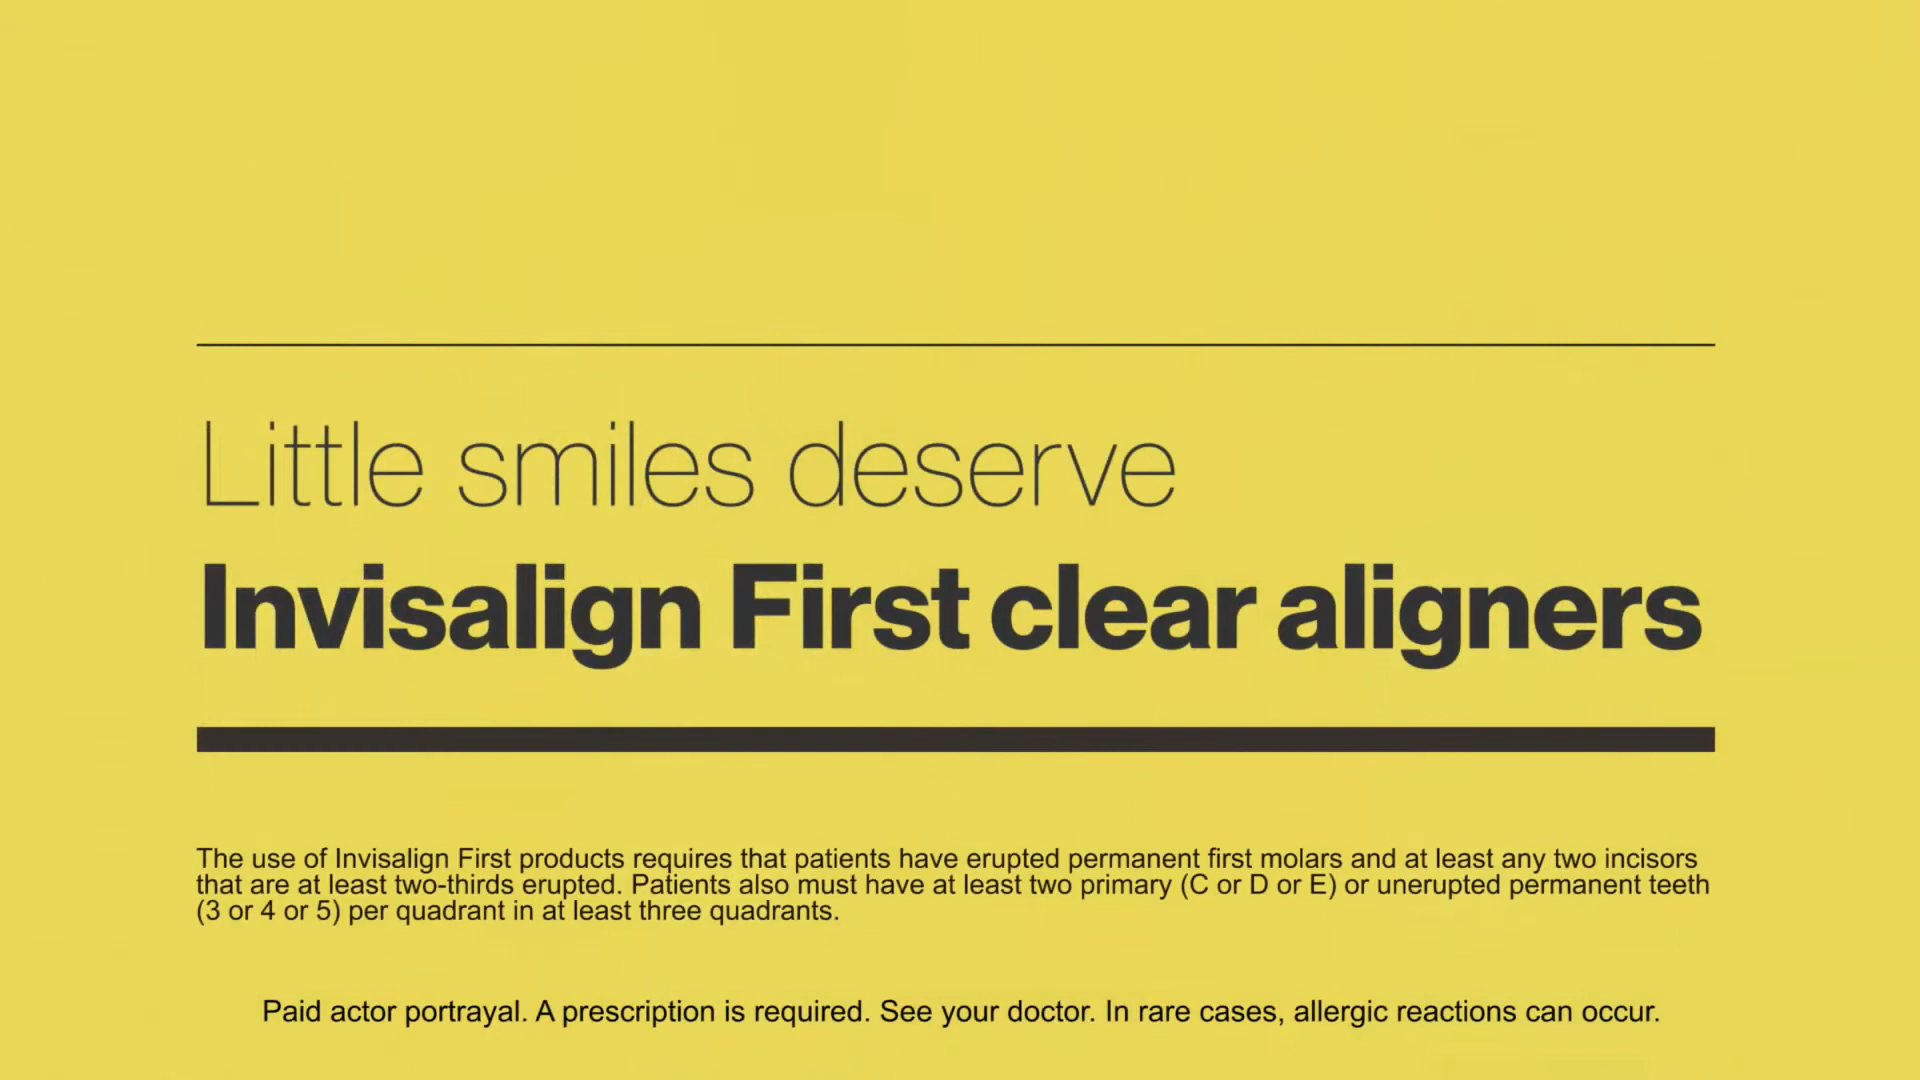 Little smiles deserve
Invisalign First clear aligners
The use of Invisalign First products requires that patients have erupted permanent first molars and at least any two incisors
that are at least two-thirds erupted. Patients also must have at least two primary (C or D or E) or unerupted permanent teeth
(3 or 4 or 5) per quadrant in at least three quadrants.
Paid actor portrayal. A prescription is required. See your doctor. In rare cases, allergic reactions can occur.